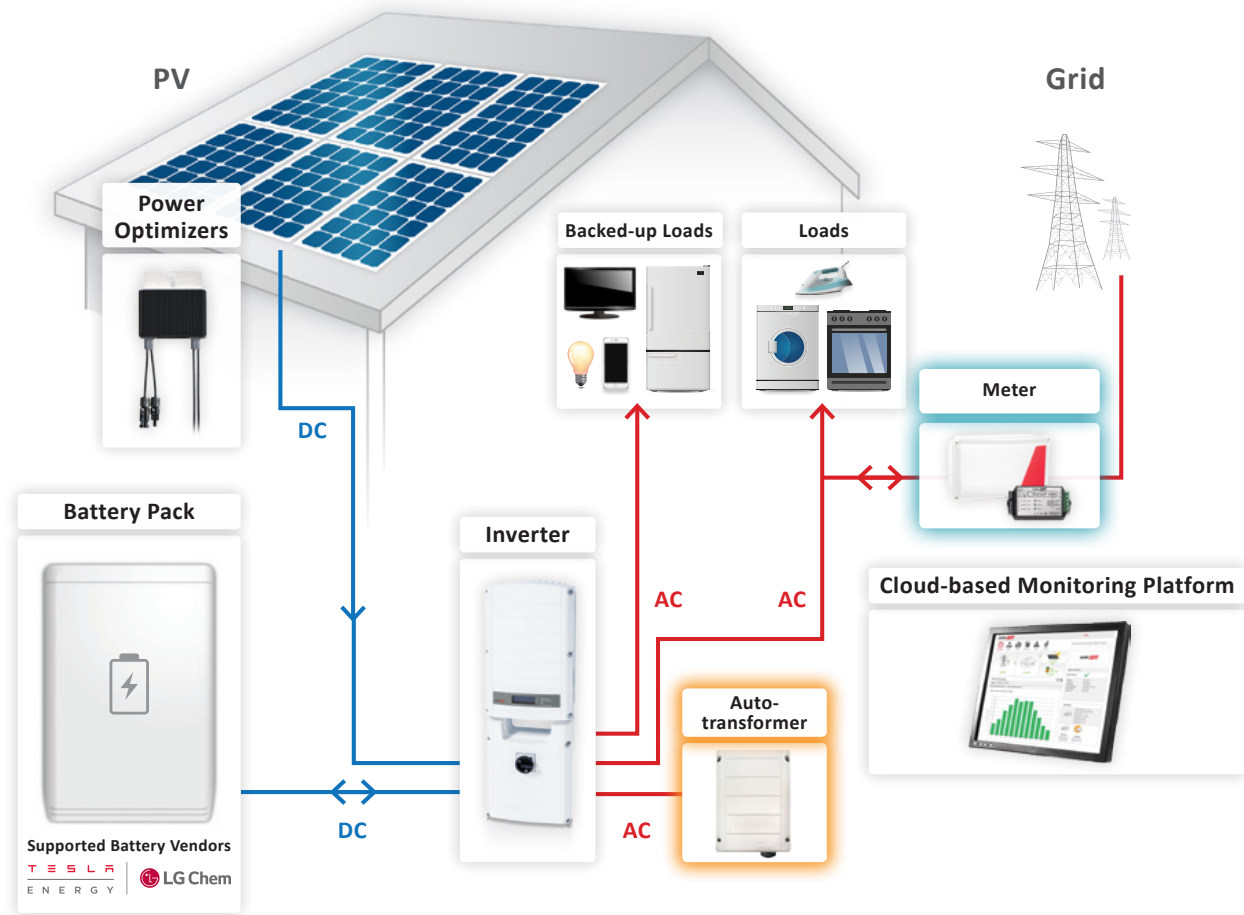 PV
Grid
Power
Optimizers
Backed-up Loads
Loads
Meter
DC
Battery Pack
Inverter
AC
AC
Cloud-based Monitoring Platform
Auto-
transformer
DC
AC
Supported Battery Vendors
TESLA
ENERGY
LG Chem